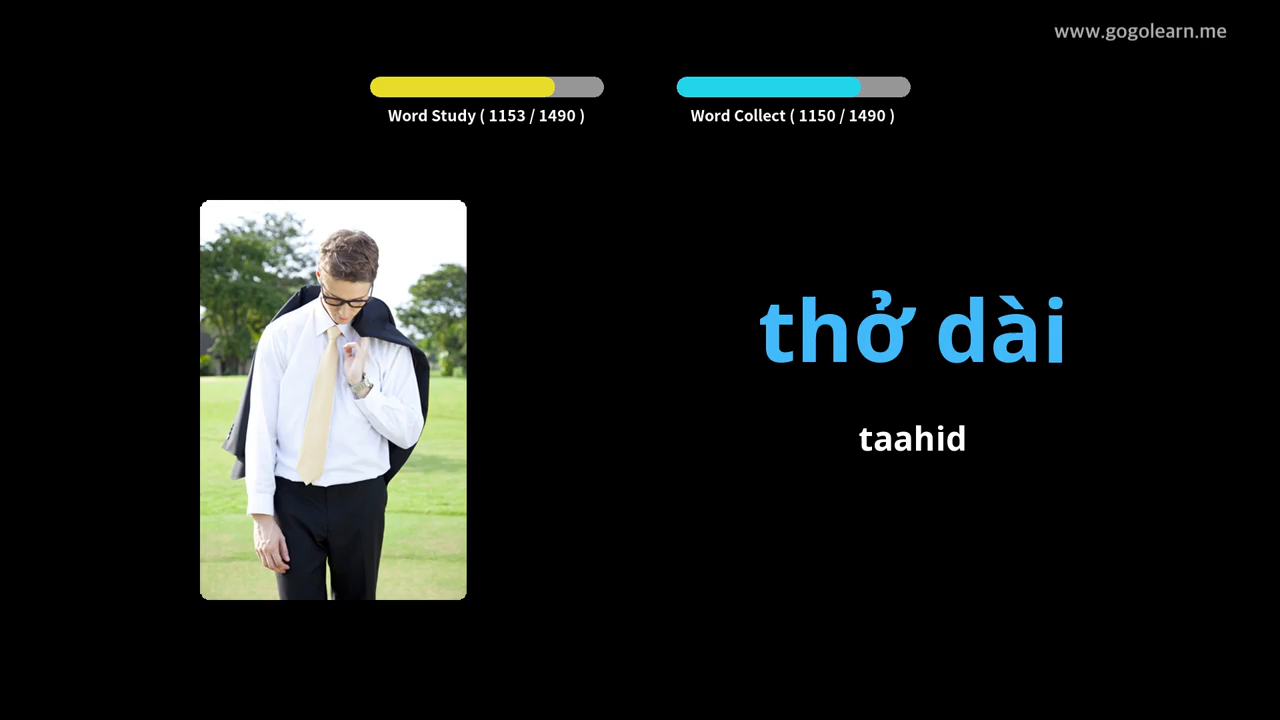 www.gogolearn.me
Word Study ( 1153 / 1490 )
Word Collect ( 1150 / 1490 )
thở dài
taahid